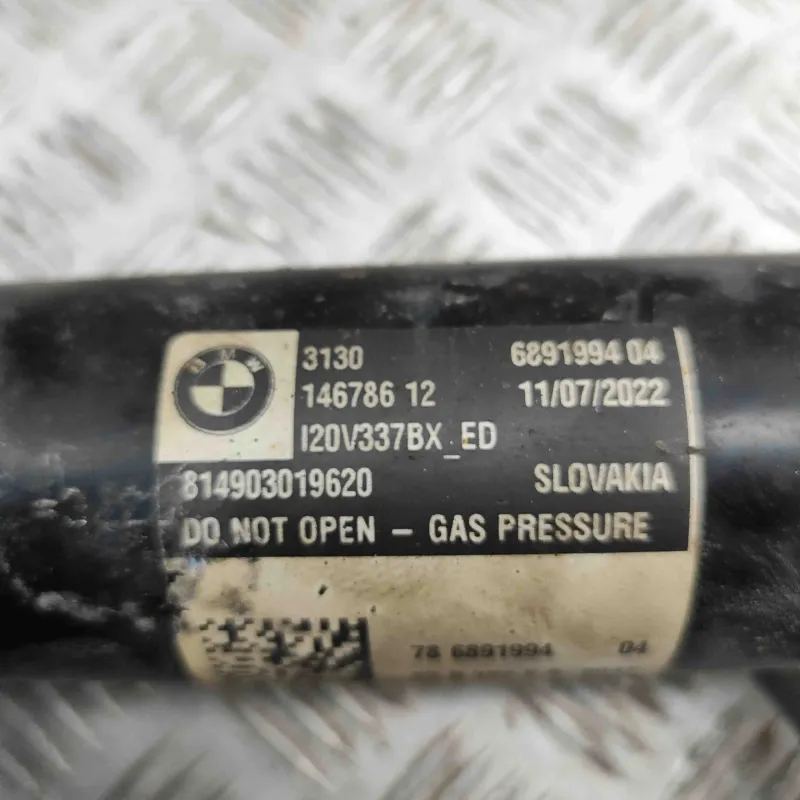 BMW
3130 6891994 04
146786 12 11/07/2022
I20V337BX_ED
814903019620 SLOVAKIA
DO NOT OPEN – GAS PRESSURE
78 6891994 04